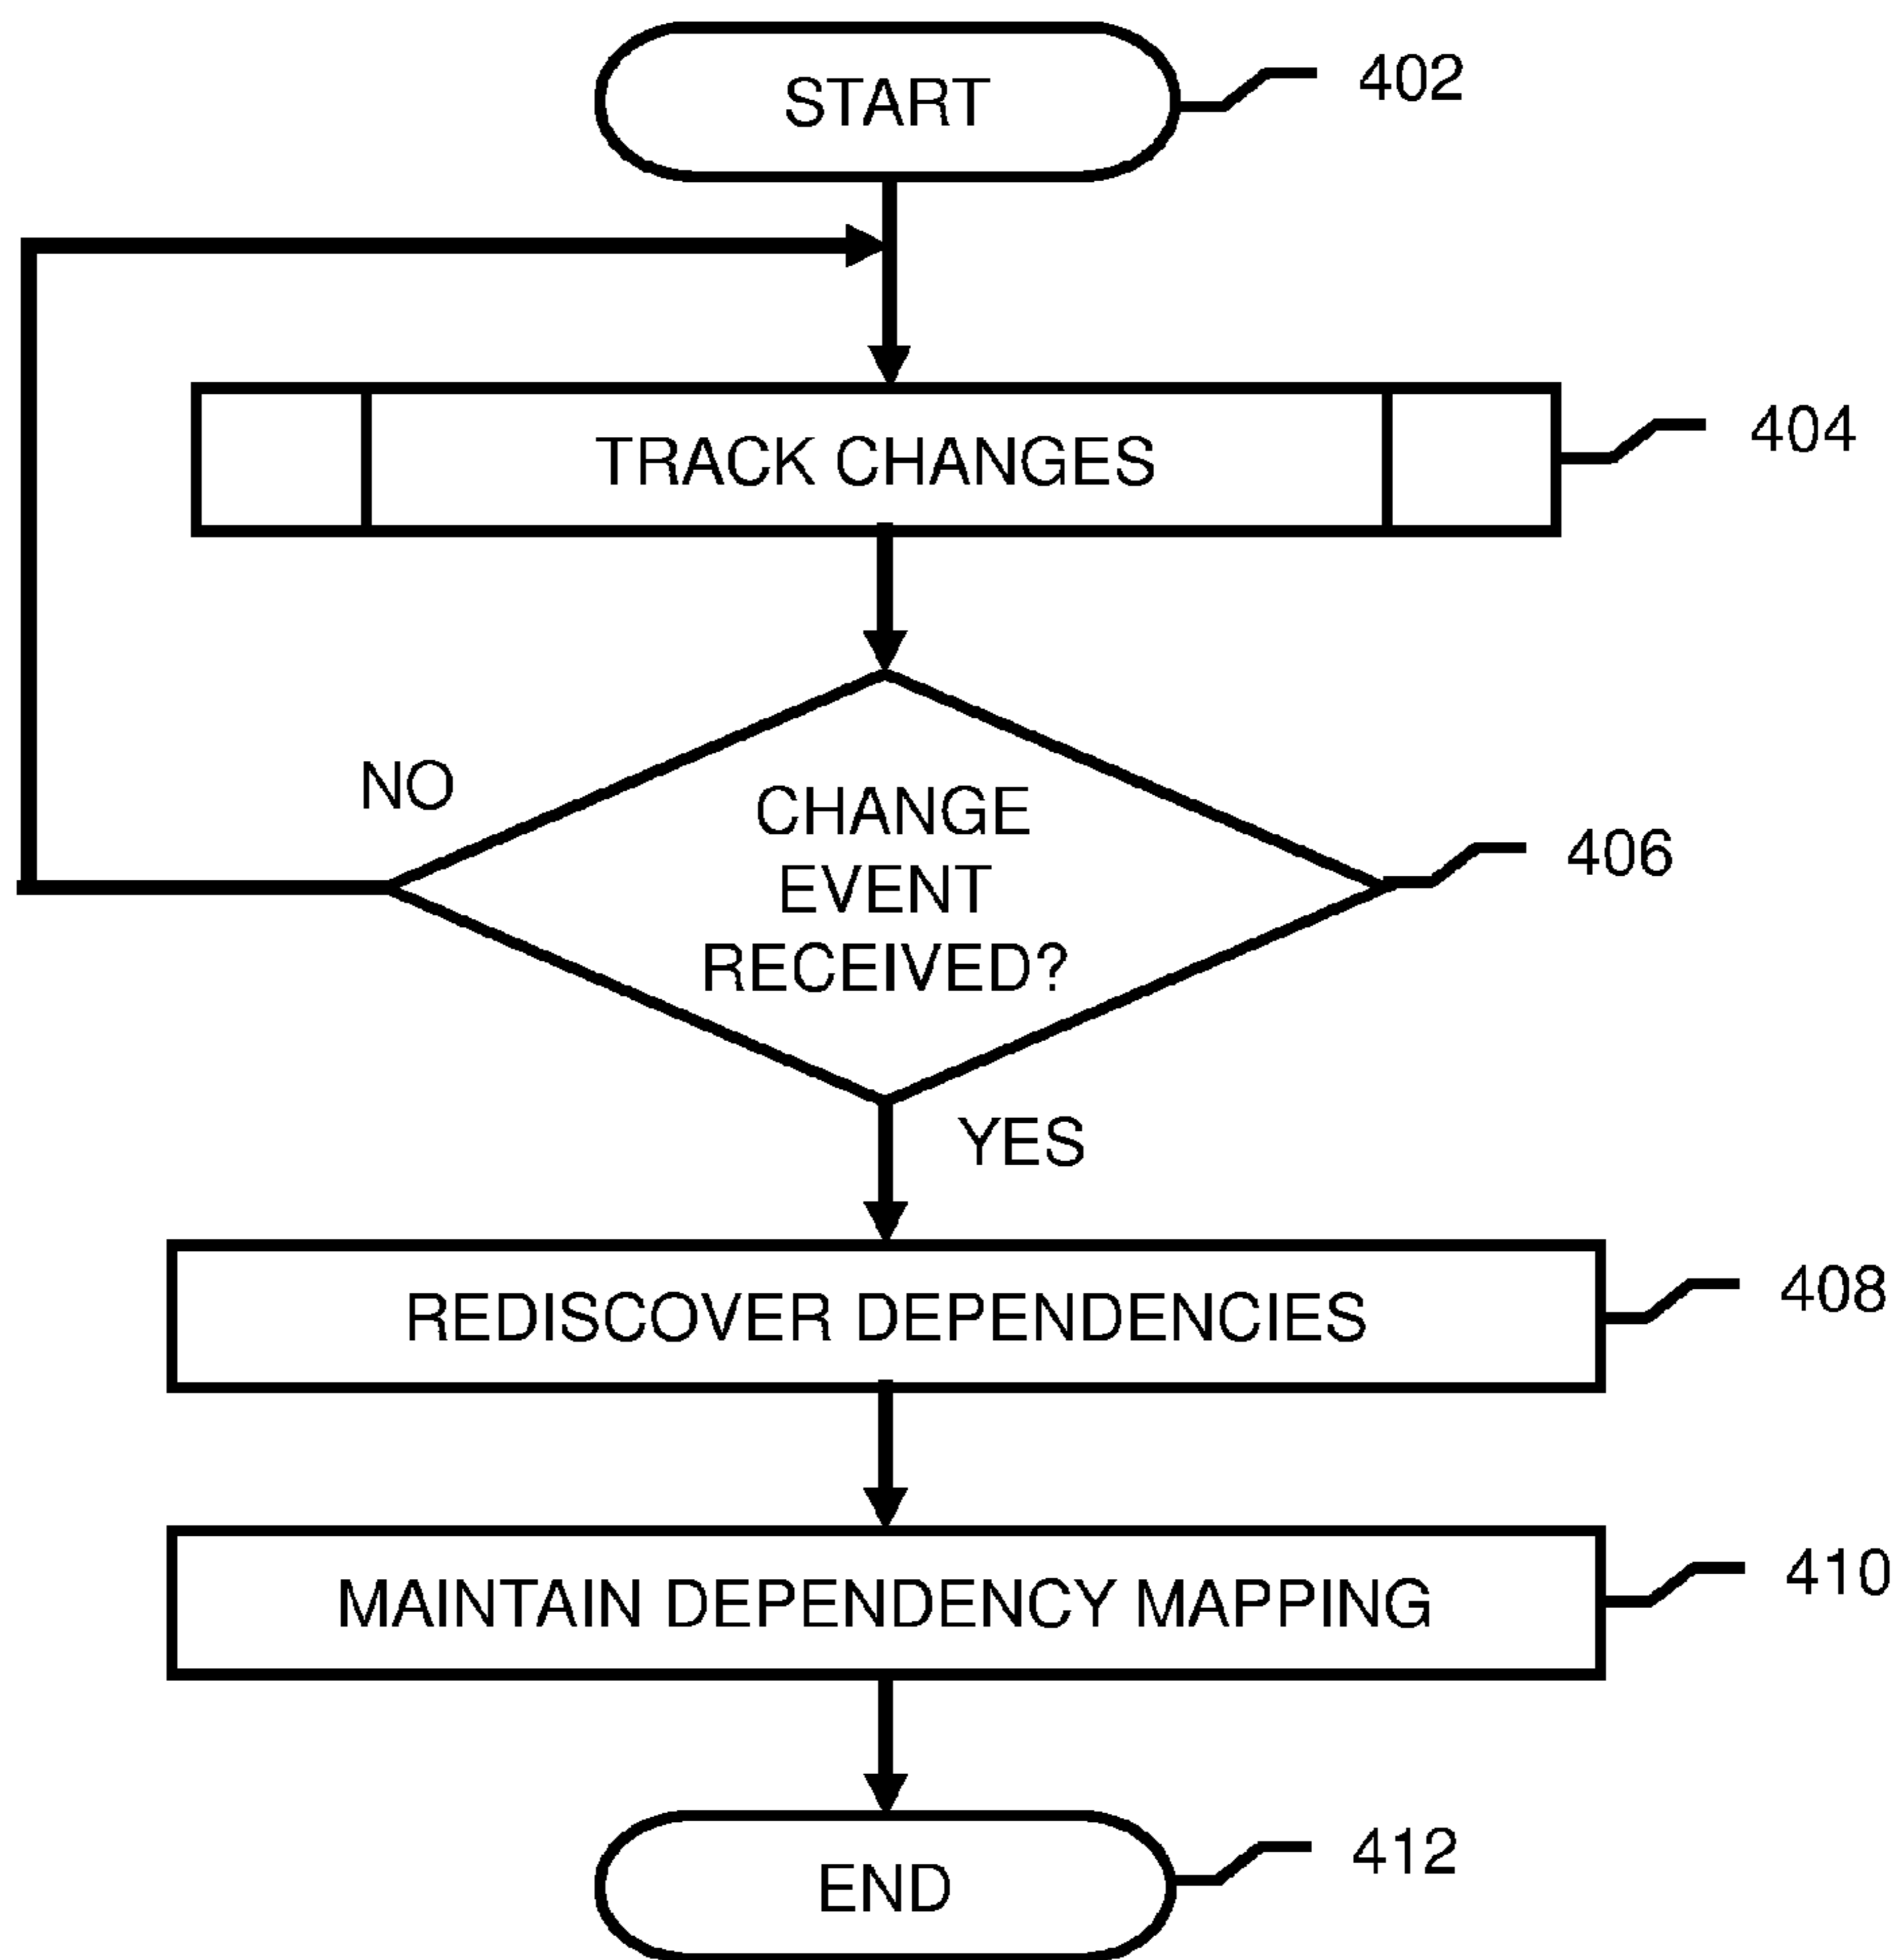 START
402
TRACK CHANGES
404
NO
CHANGE
EVENT
RECEIVED?
406
YES
REDISCOVER DEPENDENCIES
408
MAINTAIN DEPENDENCY MAPPING
410
END
412